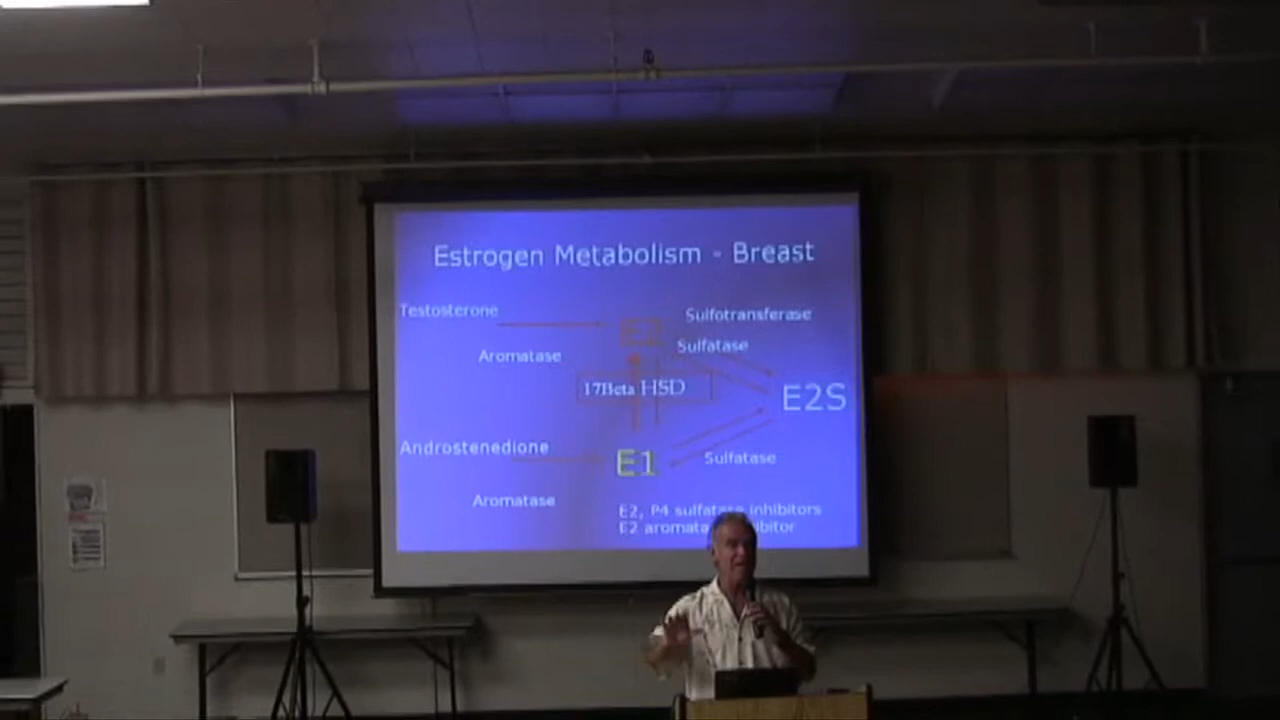 Estrogen Metabolism - Breast
Testosterone
Sulfotransferase
E2
Sulfatase
Aromatase
17Beta HSD
E2S
Androstenedione
E1
Sulfatase
Aromatase
E2, P4 sulfatase inhibitors
E2